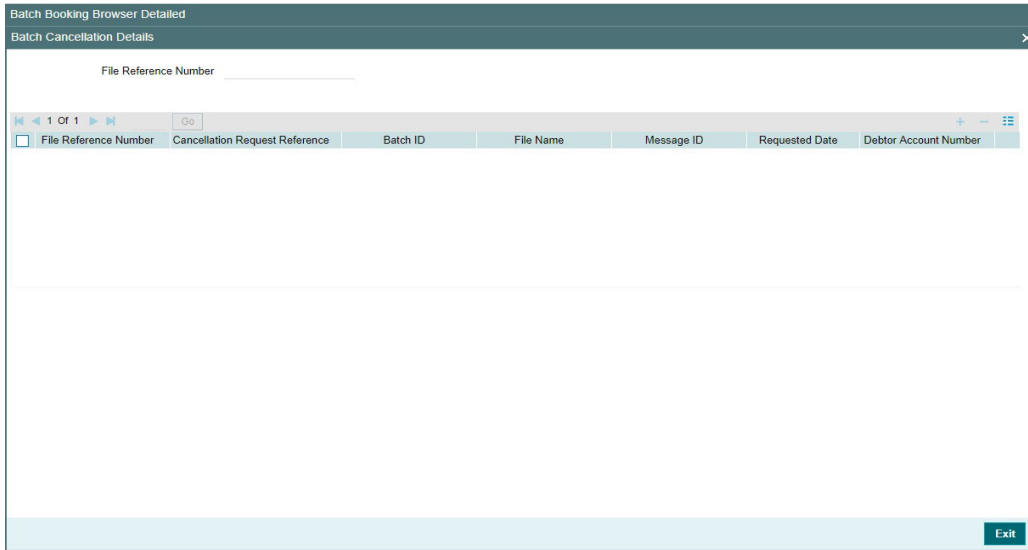 Batch Booking Browser Detailed
Batch Cancellation Details
File Reference Number
1 Of 1 Go
File Reference Number Cancellation Request Reference Batch ID File Name Message ID Requested Date Debtor Account Number
Exit